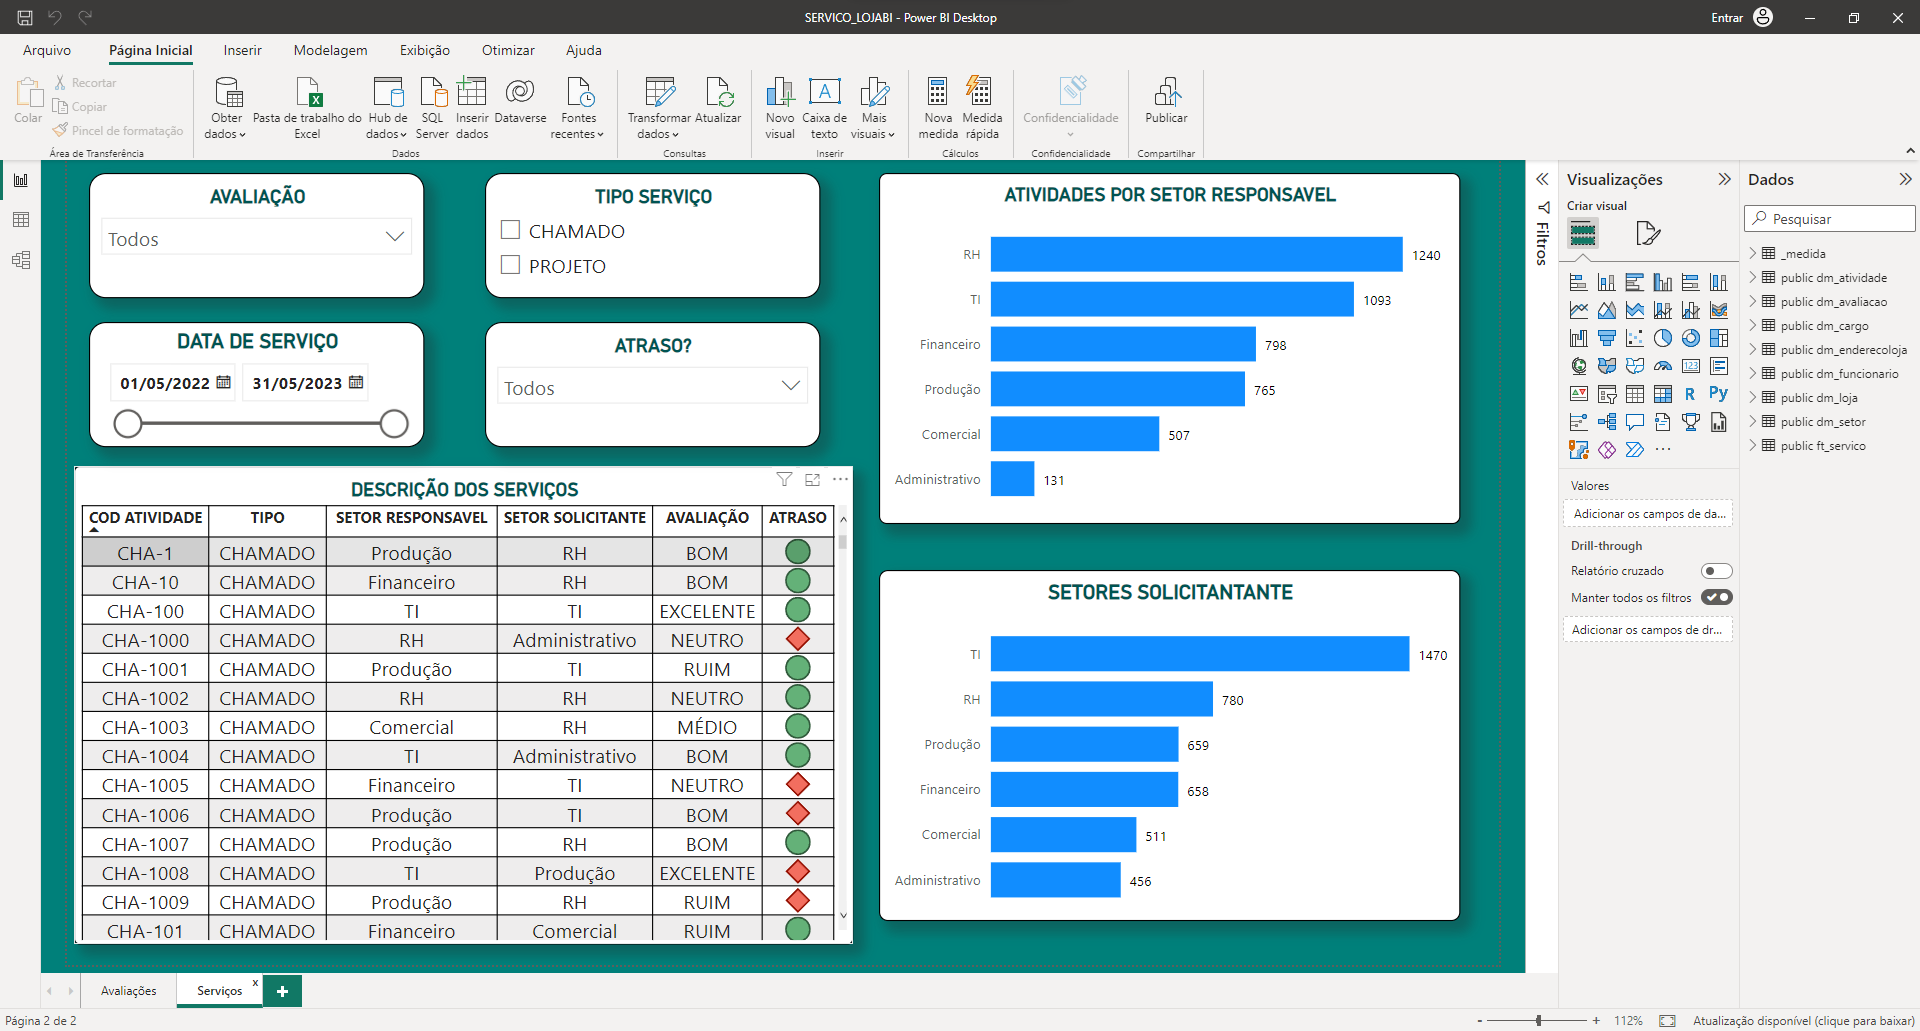 SERVICO_LOJABI - Power BI Desktop
Entrar
Arquivo
Página Inicial
Inserir
Modelagem
Exibição
Otimizar
Ajuda
Colar
Recortar
Copiar
Pincel de formatação
Área de Transferência
Obter dados
Pasta de trabalho do Excel
Hub de dados
SQL Server
Inserir dados
Dataverse
Fontes recentes
Dados
Transformar dados
Atualizar
Consultas
Novo visual
Caixa de texto
Mais visuais
Inserir
Nova medida
Medida rápida
Cálculos
Confidencialidade
Confidencialidade
Publicar
Compartilhar
AVALIAÇÃO
Todos
TIPO SERVIÇO
CHAMADO
PROJETO
DATA DE SERVIÇO
01/05/2022
31/05/2023
ATRASO?
Todos
DESCRIÇÃO DOS SERVIÇOS
COD ATIVIDADE TIPO SETOR RESPONSAVEL SETOR SOLICITANTE AVALIAÇÃO ATRASO
CHA-1 CHAMADO Produção RH BOM
CHA-10 CHAMADO Financeiro RH BOM
CHA-100 CHAMADO TI TI EXCELENTE
CHA-1000 CHAMADO RH Administrativo NEUTRO
CHA-1001 CHAMADO Produção TI RUIM
CHA-1002 CHAMADO RH RH NEUTRO
CHA-1003 CHAMADO Comercial RH MÉDIO
CHA-1004 CHAMADO TI Administrativo BOM
CHA-1005 CHAMADO Financeiro TI NEUTRO
CHA-1006 CHAMADO Produção TI BOM
CHA-1007 CHAMADO Produção RH BOM
CHA-1008 CHAMADO TI Produção EXCELENTE
CHA-1009 CHAMADO Produção RH RUIM
CHA-101 CHAMADO Financeiro Comercial RUIM
ATIVIDADES POR SETOR RESPONSAVEL
RH 1240
TI 1093
Financeiro 798
Produção 765
Comercial 507
Administrativo 131
SETORES SOLICITANTANTE
TI 1470
RH 780
Produção 659
Financeiro 658
Comercial 511
Administrativo 456
Filtros
Visualizações
Criar visual
123
R
Py
Valores
Adicionar os campos de da...
Drill-through
Relatório cruzado
Manter todos os filtros
Adicionar os campos de dr...
Dados
Pesquisar
_medida
public dm_atividade
public dm_avaliacao
public dm_cargo
public dm_enderecoloja
public dm_funcionario
public dm_loja
public dm_setor
public ft_servico
Avaliações
Serviços
x
+
Página 2 de 2
- + 112%
Atualização disponível (clique para baixar)